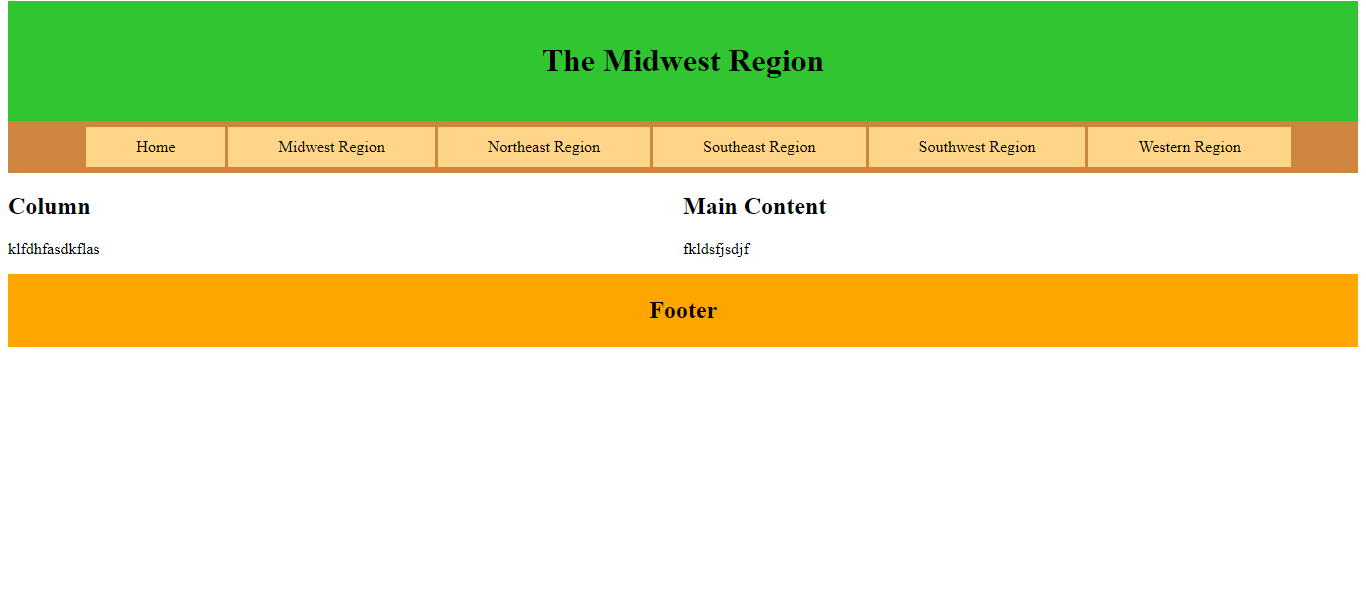 The Midwest Region
Home Midwest Region Northeast Region Southeast Region Southwest Region Western Region
Column
klfdhfasdkflas
Main Content
fkldsfjsdjf
Footer